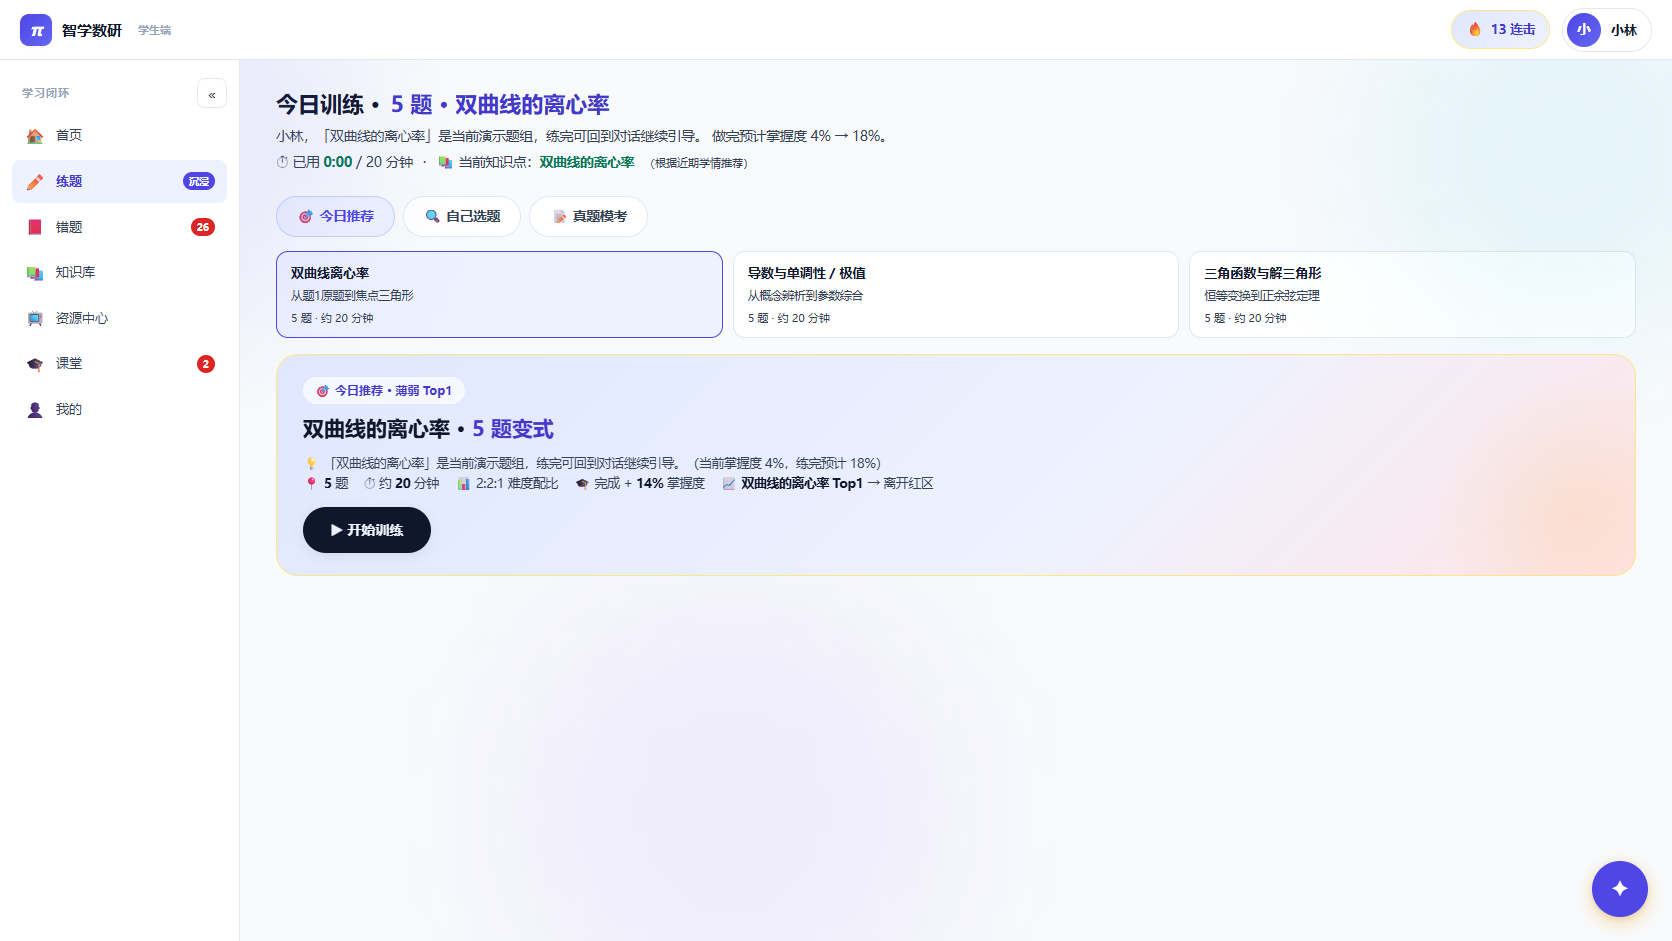 π 智学数研 学生端
13 连击 小 小林
学习闭环 «
首页
练题 沉浸
错题 26
知识库
资源中心
课堂 2
我的
今日训练 • 5 题 • 双曲线的离心率
小林，「双曲线的离心率」是当前演示题组，练完可回到对话继续引导。 做完预计掌握度 4% → 18%。
已用 0:00 / 20 分钟 · 当前知识点：双曲线的离心率 （根据近期学情推荐）
今日推荐 自己选题 真题模考
双曲线离心率
从题1原题到焦点三角形
5 题 · 约 20 分钟
导数与单调性 / 极值
从概念辨析到参数综合
5 题 · 约 20 分钟
三角函数与解三角形
恒等变换到正余弦定理
5 题 · 约 20 分钟
今日推荐 • 薄弱 Top1
双曲线的离心率 • 5 题变式
「双曲线的离心率」是当前演示题组，练完可回到对话继续引导。（当前掌握度 4%，练完预计 18%）
5 题 约 20 分钟 2:2:1 难度配比 完成 + 14% 掌握度 双曲线的离心率 Top1 → 离开红区
▶ 开始训练